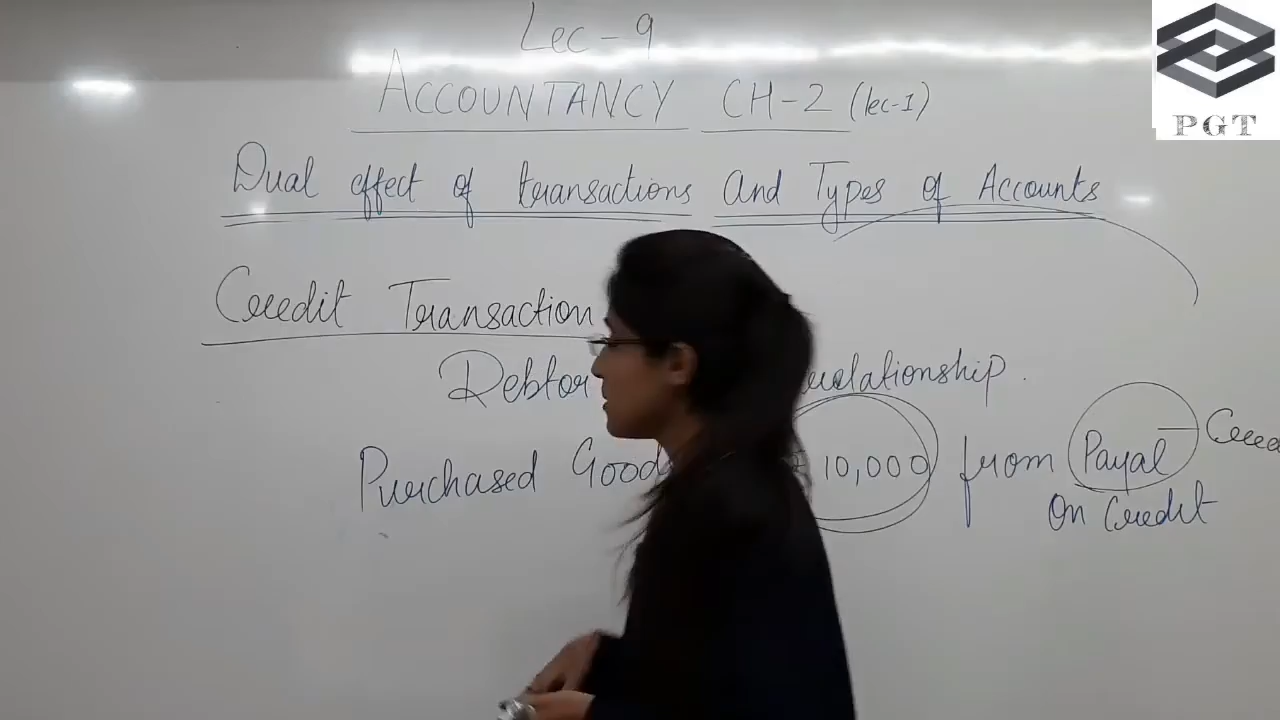 Lec - 9
ACCOUNTANCY CH-2 (lec-1)
Dual effect of transactions and Types of Accounts
Credit Transaction
Debtor relationship.
Purchased Goods 10,000 from Payal
On Credit
PGT